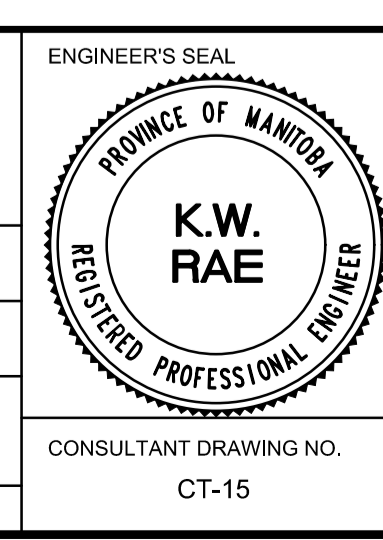 ENGINEER'S SEAL
PROVINCE OF MANITOBA
K.W.
RAE
REGISTERED PROFESSIONAL ENGINEER
CONSULTANT DRAWING NO.
CT-15